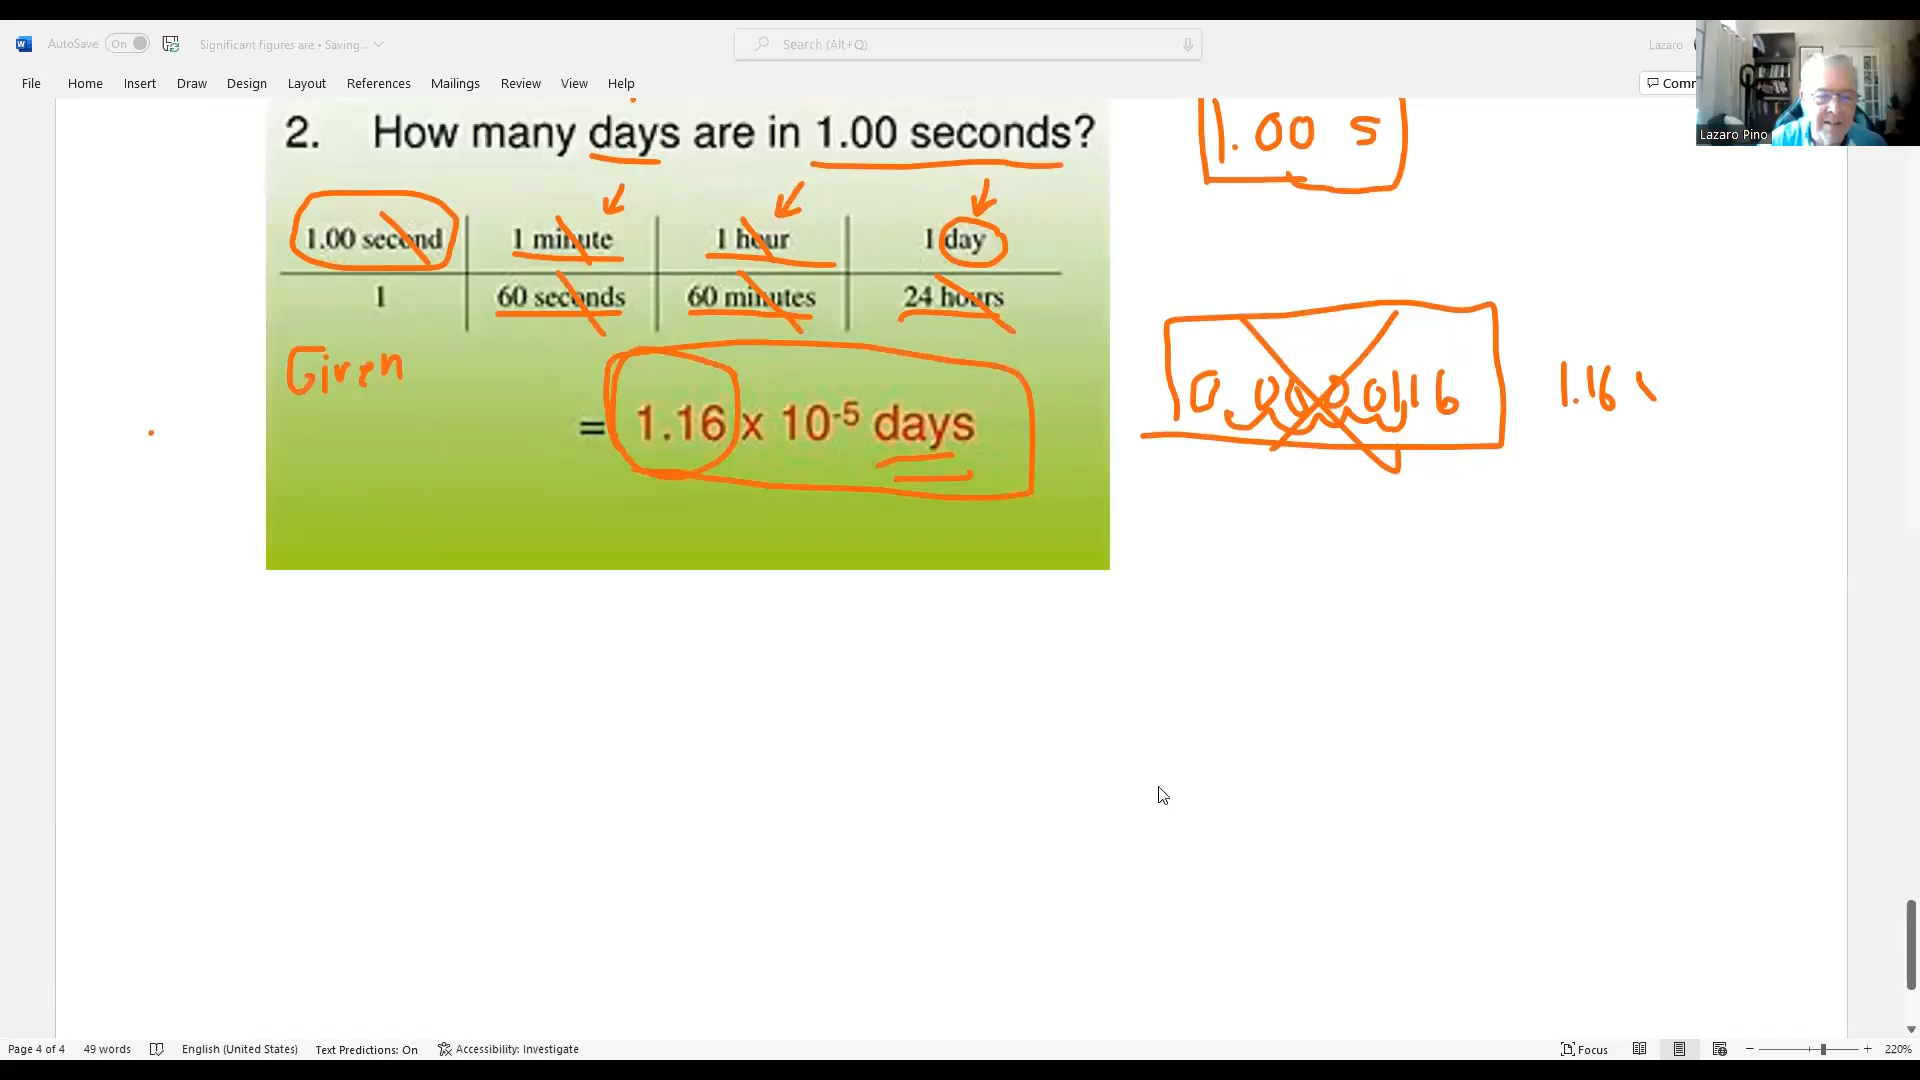 AutoSave On Significant figures are • Saving... Search (Alt+Q) Lazaro
File Home Insert Draw Design Layout References Mailings Review View Help Comm
Lazaro Pino
2. How many days are in 1.00 seconds?
1.00 s
1.00 second 1 minute 1 hour 1 day
1 60 seconds 60 minutes 24 hours
Given
= 1.16 x 10-5 days
0.0000116
1.16
Page 4 of 4 49 words English (United States) Text Predictions: On Accessibility: Investigate Focus 220%